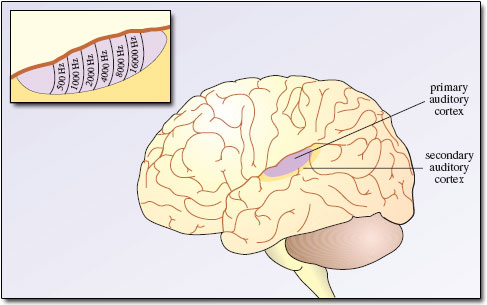 500 Hz
1000 Hz
2000 Hz
4000 Hz
8000 Hz
16000 Hz
primary
auditory
cortex
secondary
auditory
cortex